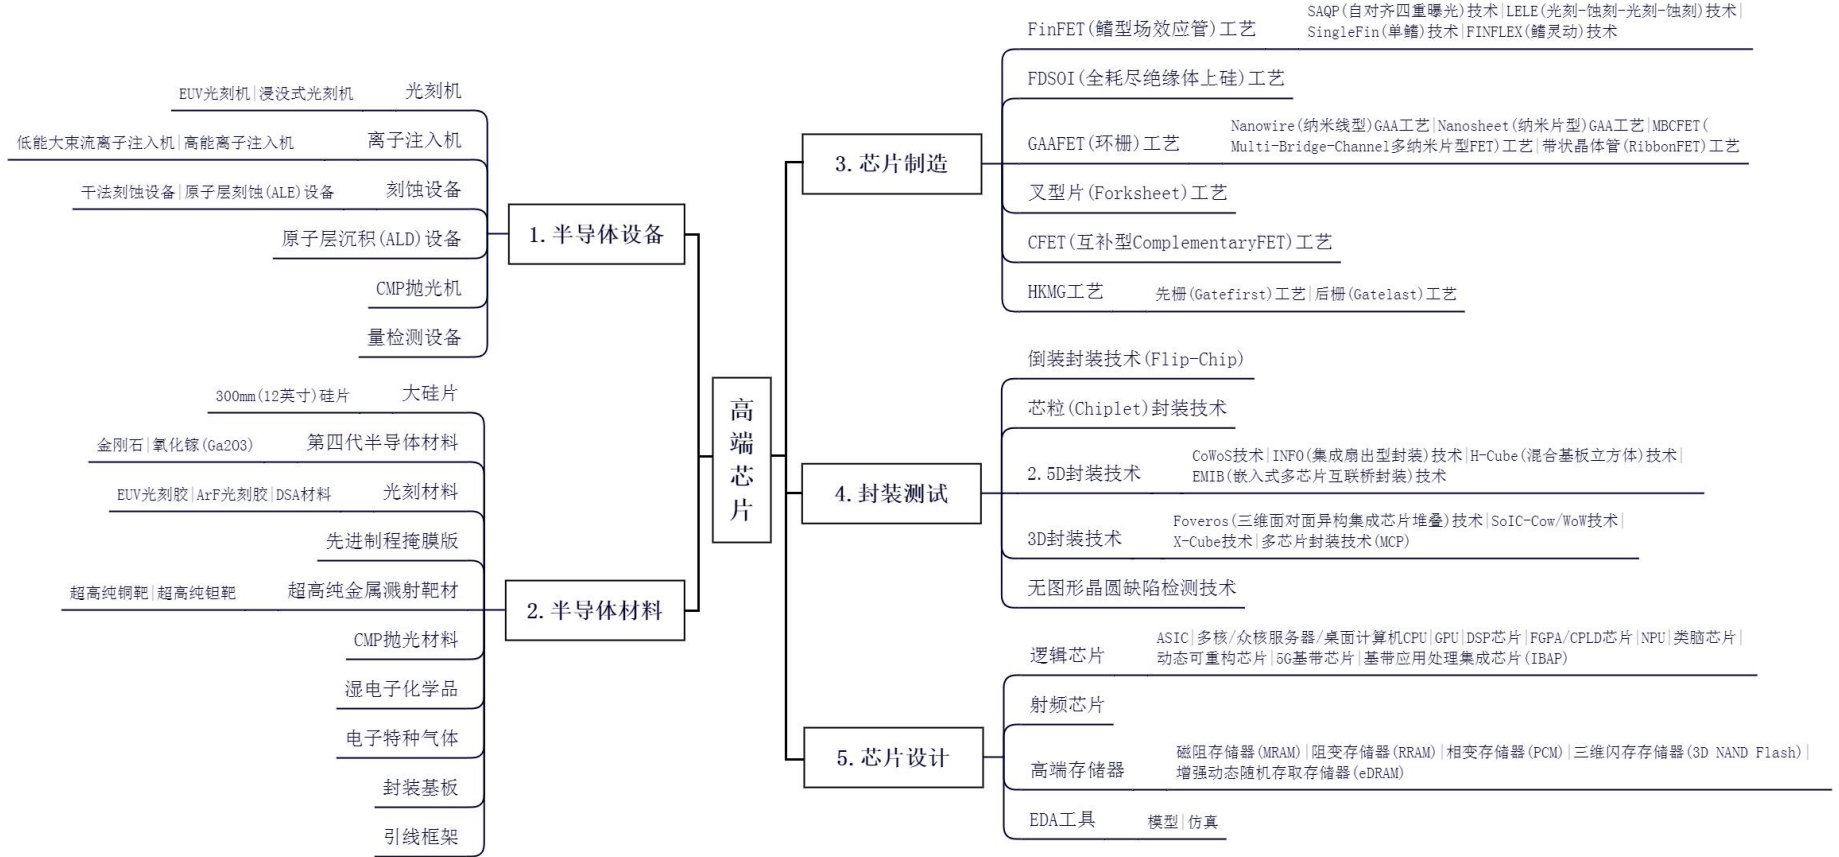 高端芯片
1.半导体设备
EUV光刻机|浸没式光刻机
光刻机
低能大束流离子注入机|高能离子注入机
离子注入机
干法刻蚀设备|原子层刻蚀(ALE)设备
刻蚀设备
原子层沉积(ALD)设备
CMP抛光机
量检测设备
2.半导体材料
300mm(12英寸)硅片
大硅片
金刚石|氧化镓(Ga2O3)
第四代半导体材料
EUV光刻胶|ArF光刻胶|DSA材料
光刻材料
先进制程掩膜版
超高纯铜靶|超高纯钽靶
超高纯金属溅射靶材
CMP抛光材料
湿电子化学品
电子特种气体
封装基板
引线框架
3.芯片制造
FinFET(鳍型场效应管)工艺
SAQP(自对齐四重曝光)技术|LELE(光刻-蚀刻-光刻-蚀刻)技术|
SingleFin(单鳍)技术|FINFLEX(鳍灵动)技术
FDSOI(全耗尽绝缘体上硅)工艺
GAAFET(环栅)工艺
Nanowire(纳米线型)GAA工艺|Nanosheet(纳米片型)GAA工艺|MBCFET(
Multi-Bridge-Channel多纳米片型FET)工艺|带状晶体管(RibbonFET)工艺
叉型片(Forksheet)工艺
CFET(互补型ComplementaryFET)工艺
HKMG工艺
先栅(Gatefirst)工艺|后栅(Gatelast)工艺
4.封装测试
倒装封装技术(Flip-Chip)
芯粒(Chiplet)封装技术
2.5D封装技术
CoWoS技术|INFO(集成扇出型封装)技术|H-Cube(混合基板立方体)技术|
EMIB(嵌入式多芯片互联桥封装)技术
3D封装技术
Foveros(三维面对面异构集成芯片堆叠)技术|SoIC-Cow/WoW技术|
X-Cube技术|多芯片封装技术(MCP)
无图形晶圆缺陷检测技术
5.芯片设计
逻辑芯片
ASIC|多核/众核服务器/桌面计算机CPU|GPU|DSP芯片|FGPA/CPLD芯片|NPU|类脑芯片|
动态可重构芯片|5G基带芯片|基带应用处理集成芯片(IBAP)
射频芯片
高端存储器
磁阻存储器(MRAM)|阻变存储器(RRAM)|相变存储器(PCM)|三维闪存存储器(3D NAND Flash)|
增强动态随机存取存储器(eDRAM)
EDA工具
模型|仿真